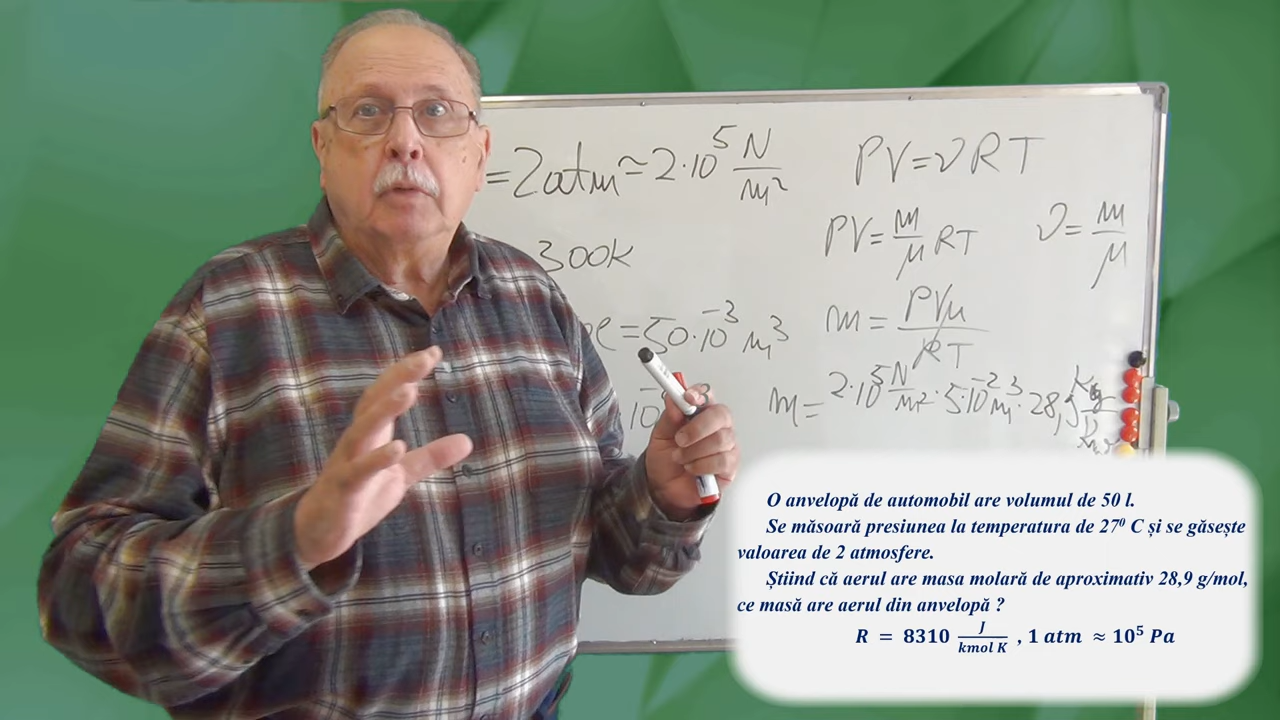 = 2atm ≃ 2·10⁵ N/m²
300K
= 50·10⁻³ m³
10
PV = νRT
PV = m/μ RT
ν = m/μ
m = PVμ/RT
m = 2·10⁵ N/m² · 5·10⁻² m³ · 28,9 kg
O anvelopă de automobil are volumul de 50 l.
Se măsoară presiunea la temperatura de 27⁰ C și se găsește
valoarea de 2 atmosfere.
Știind că aerul are masa molară de aproximativ 28,9 g/mol,
ce masă are aerul din anvelopă ?
R = 8310 J/kmol K , 1 atm ≈ 10⁵ Pa